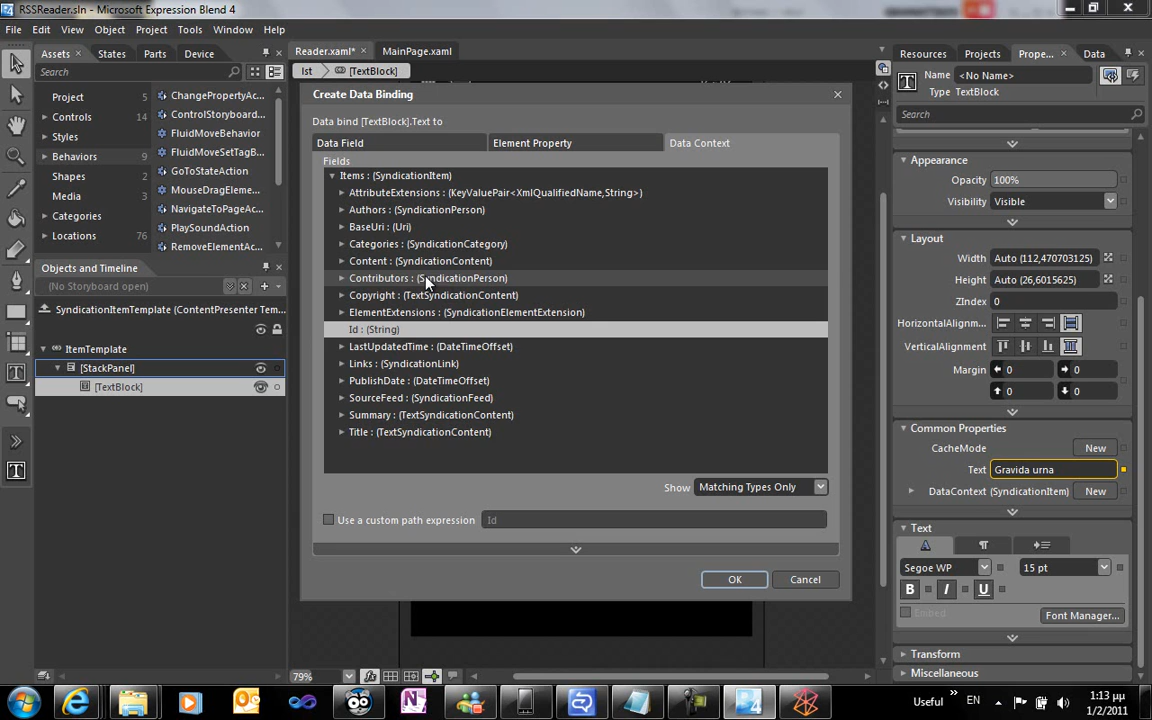 RSSReader.sln - Microsoft Expression Blend 4
File Edit View Object Project Tools Window Help
Assets States Parts Device
Search
Project 5
Controls 14
Styles
Behaviors 9
Shapes 2
Media
Categories
Locations 76
ChangePropertyAc...
ControlStoryboard...
FluidMoveBehavior
FluidMoveSetTagB...
GoToStateAction
MouseDragEleme...
NavigateToPageAc...
PlaySoundAction
RemoveElementAc...
Objects and Timeline
(No Storyboard open)
SyndicationItemTemplate (ContentPresenter Tem...
ItemTemplate
[StackPanel]
[TextBlock]
Reader.xaml* MainPage.xaml
lst [TextBlock]
Create Data Binding
Data bind [TextBlock].Text to
Data Field Element Property Data Context
Fields
Items : (SyndicationItem)
AttributeExtensions : (KeyValuePair<XmlQualifiedName,String>)
Authors : (SyndicationPerson)
BaseUri : (Uri)
Categories : (SyndicationCategory)
Content : (SyndicationContent)
Contributors : (SyndicationPerson)
Copyright : (TextSyndicationContent)
ElementExtensions : (SyndicationElementExtension)
Id : (String)
LastUpdatedTime : (DateTimeOffset)
Links : (SyndicationLink)
PublishDate : (DateTimeOffset)
SourceFeed : (SyndicationFeed)
Summary : (TextSyndicationContent)
Title : (TextSyndicationContent)
Show Matching Types Only
Use a custom path expression Id
OK Cancel
79%
Resources Projects Prope... Data
Name <No Name>
Type TextBlock
Search
Appearance
Opacity 100%
Visibility Visible
Layout
Width Auto (112,470703125)
Height Auto (26,6015625)
ZIndex 0
HorizontalAlignm...
VerticalAlignment
Margin 0 0
0 0
Common Properties
CacheMode New
Text Gravida urna
DataContext (SyndicationItem) New
Text
Segoe WP 15 pt
B I U
Embed Font Manager...
Transform
Miscellaneous
Useful » EN 1:13 μμ
1/2/2011